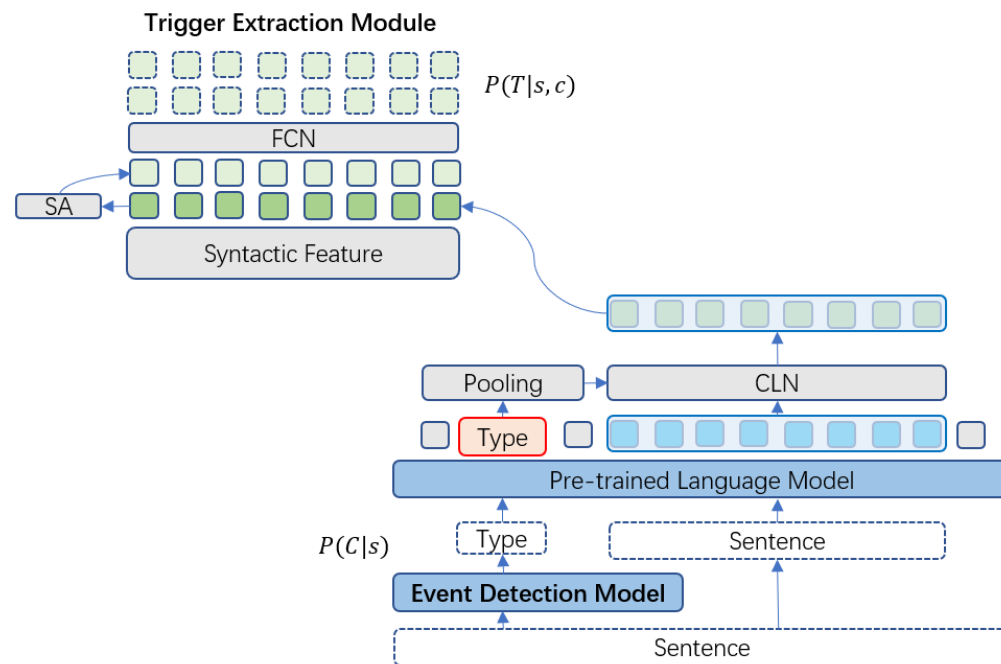 Trigger Extraction Module
P(T|s, c)
FCN
SA
Syntactic Feature
Pooling
CLN
Type
Pre-trained Language Model
P(C|s)
Type
Sentence
Event Detection Model
Sentence